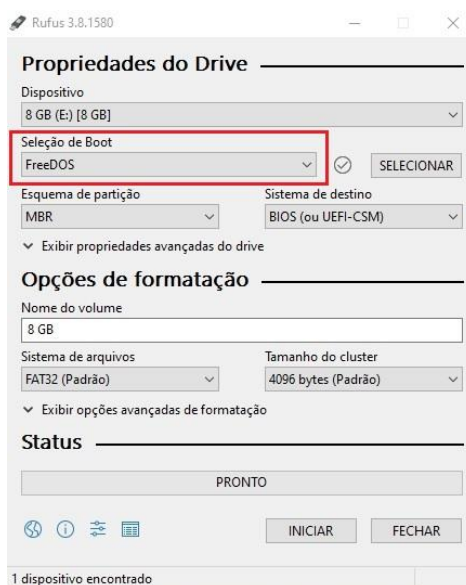 Rufus 3.8.1580
Propriedades do Drive
Dispositivo
8 GB (E:) [8 GB]
Seleção de Boot
FreeDOS
SELECIONAR
Esquema de partição
Sistema de destino
MBR
BIOS (ou UEFI-CSM)
Exibir propriedades avançadas do drive
Opções de formatação
Nome do volume
8 GB
Sistema de arquivos
Tamanho do cluster
FAT32 (Padrão)
4096 bytes (Padrão)
Exibir opções avançadas de formatação
Status
PRONTO
INICIAR
FECHAR
1 dispositivo encontrado